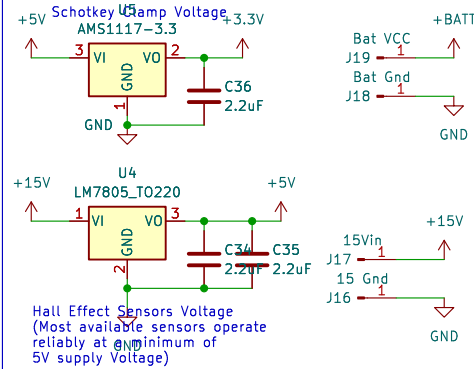 Schotkey Clamp Voltage
U5
+5V
+3.3V
AMS1117-3.3
3
VI
VO
2
GND
1
GND
C36
2.2uF
+BATT
Bat VCC
J19
1
Bat Gnd
J18
1
GND
U4
+15V
LM7805_TO220
+5V
1
VI
VO
3
GND
2
C34
2.2uF
C35
2.2uF
GND
+15V
15Vin
J17
1
15 Gnd
J16
1
GND
Hall Effect Sensors Voltage
(Most available sensors operate
reliably at a minimum of
5V supply Voltage)